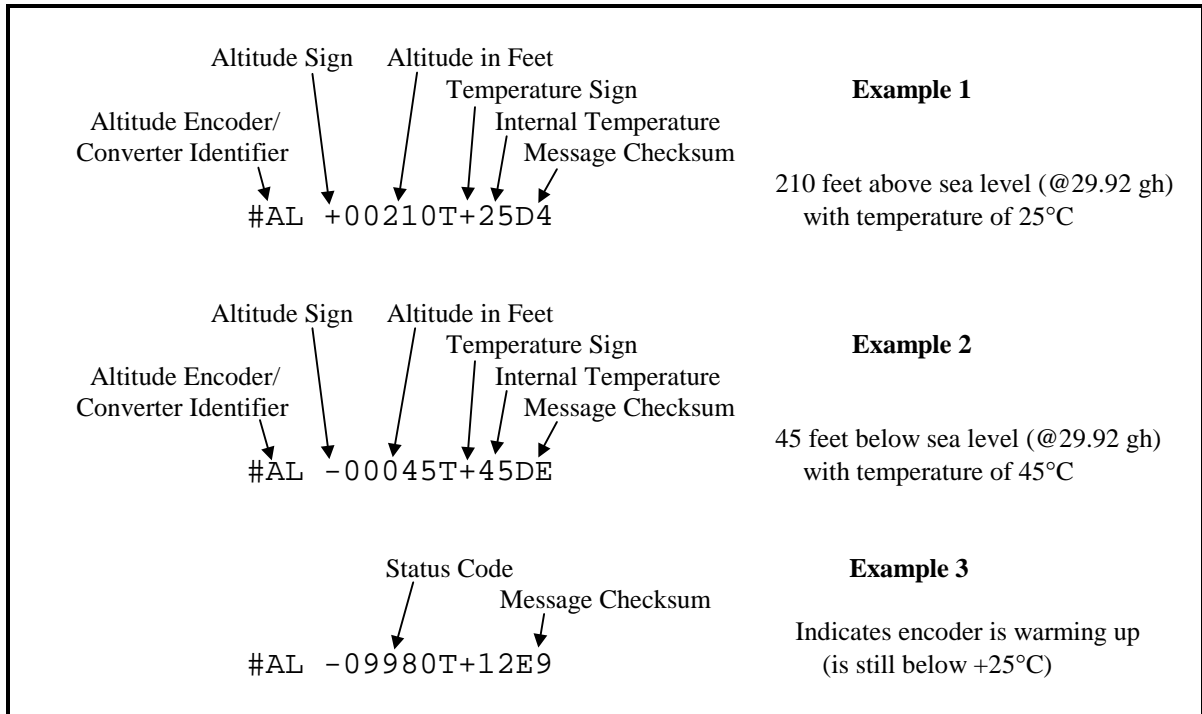 Altitude Sign Altitude in Feet
Temperature Sign
Example 1
Altitude Encoder/
Converter Identifier
Internal Temperature
Message Checksum
#AL +00210T+25D4
210 feet above sea level (@29.92 gh)
with temperature of 25°C
Altitude Sign Altitude in Feet
Temperature Sign
Example 2
Altitude Encoder/
Converter Identifier
Internal Temperature
Message Checksum
#AL -00045T+45DE
45 feet below sea level (@29.92 gh)
with temperature of 45°C
Status Code
Example 3
Message Checksum
#AL -09980T+12E9
Indicates encoder is warming up
(is still below +25°C)